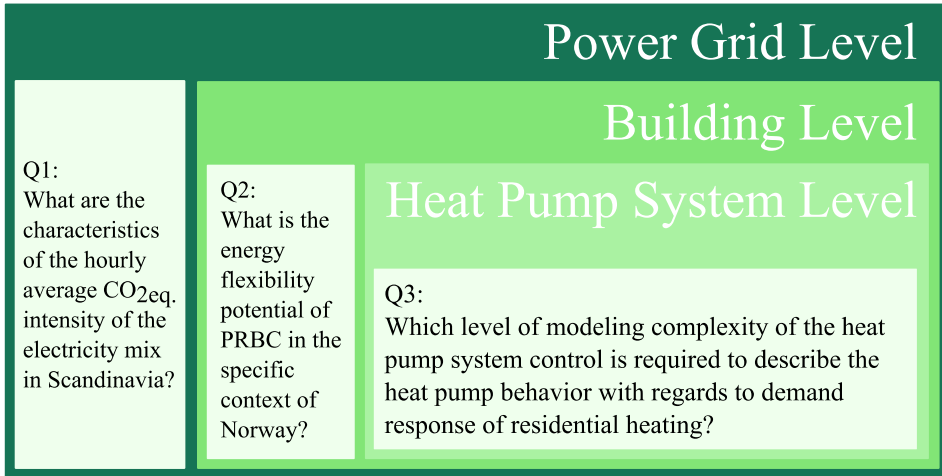 Power Grid Level
Building Level
Heat Pump System Level
Q1:
What are the
characteristics
of the hourly
average CO2eq.
intensity of the
electricity mix
in Scandinavia?
Q2:
What is the
energy
flexibility
potential of
PRBC in the
specific
context of
Norway?
Q3:
Which level of modeling complexity of the heat
pump system control is required to describe the
heat pump behavior with regards to demand
response of residential heating?